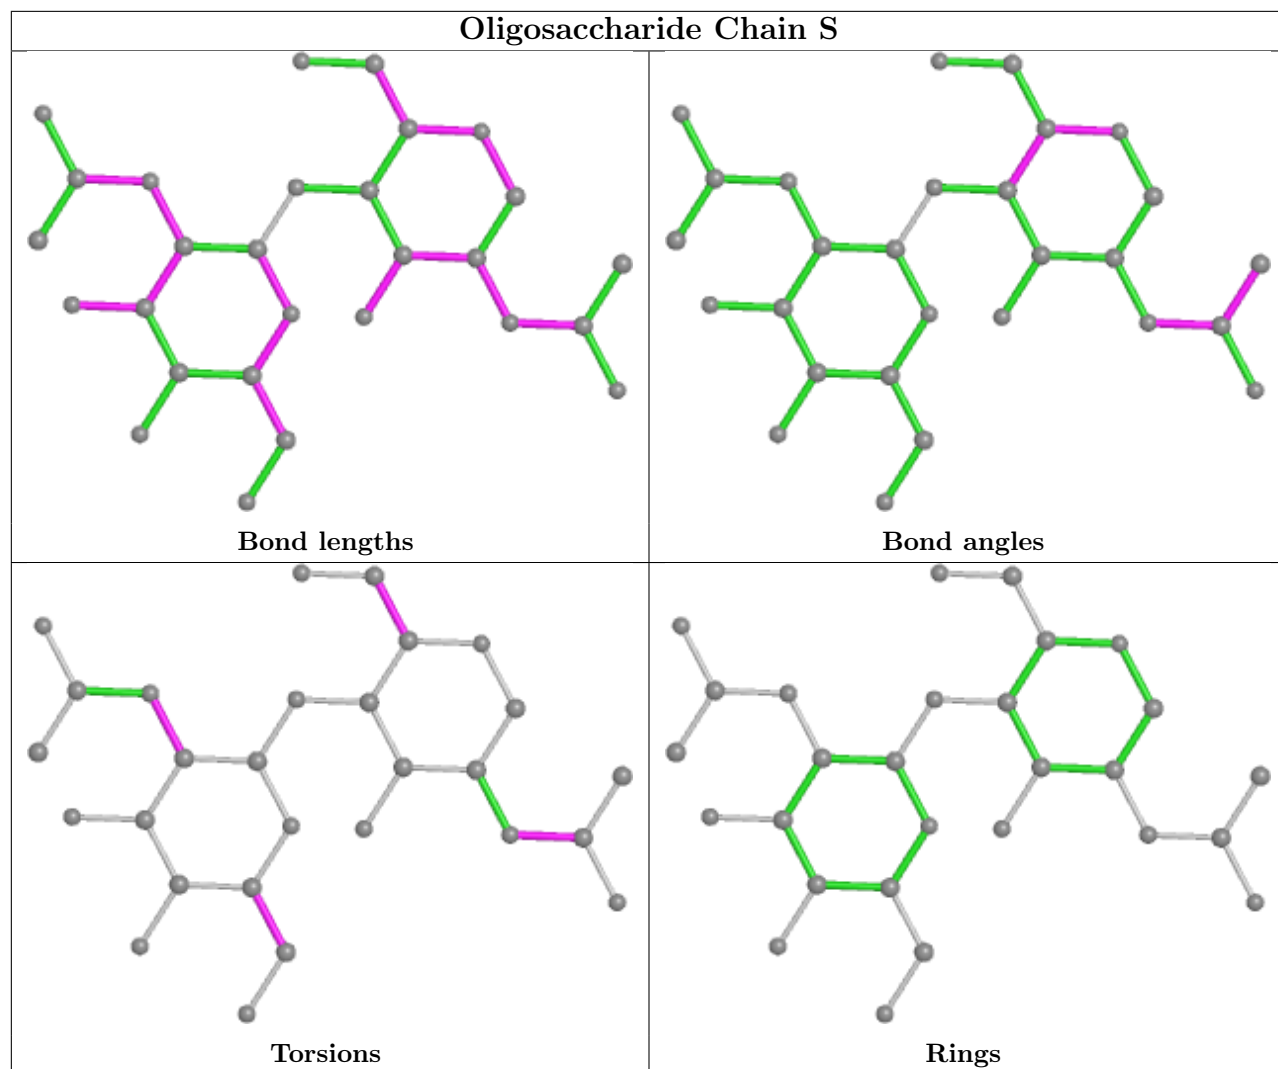 Oligosaccharide Chain S
Bond lengths
Bond angles
Torsions
Rings